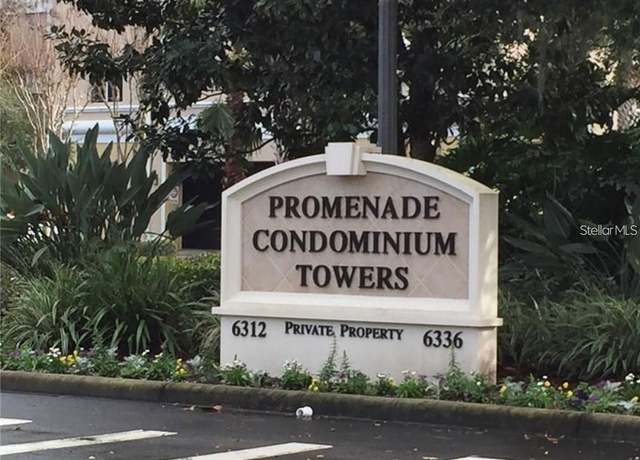 PROMENADE
CONDOMINIUM
TOWERS
6312 PRIVATE PROPERTY 6336
StellarMLS